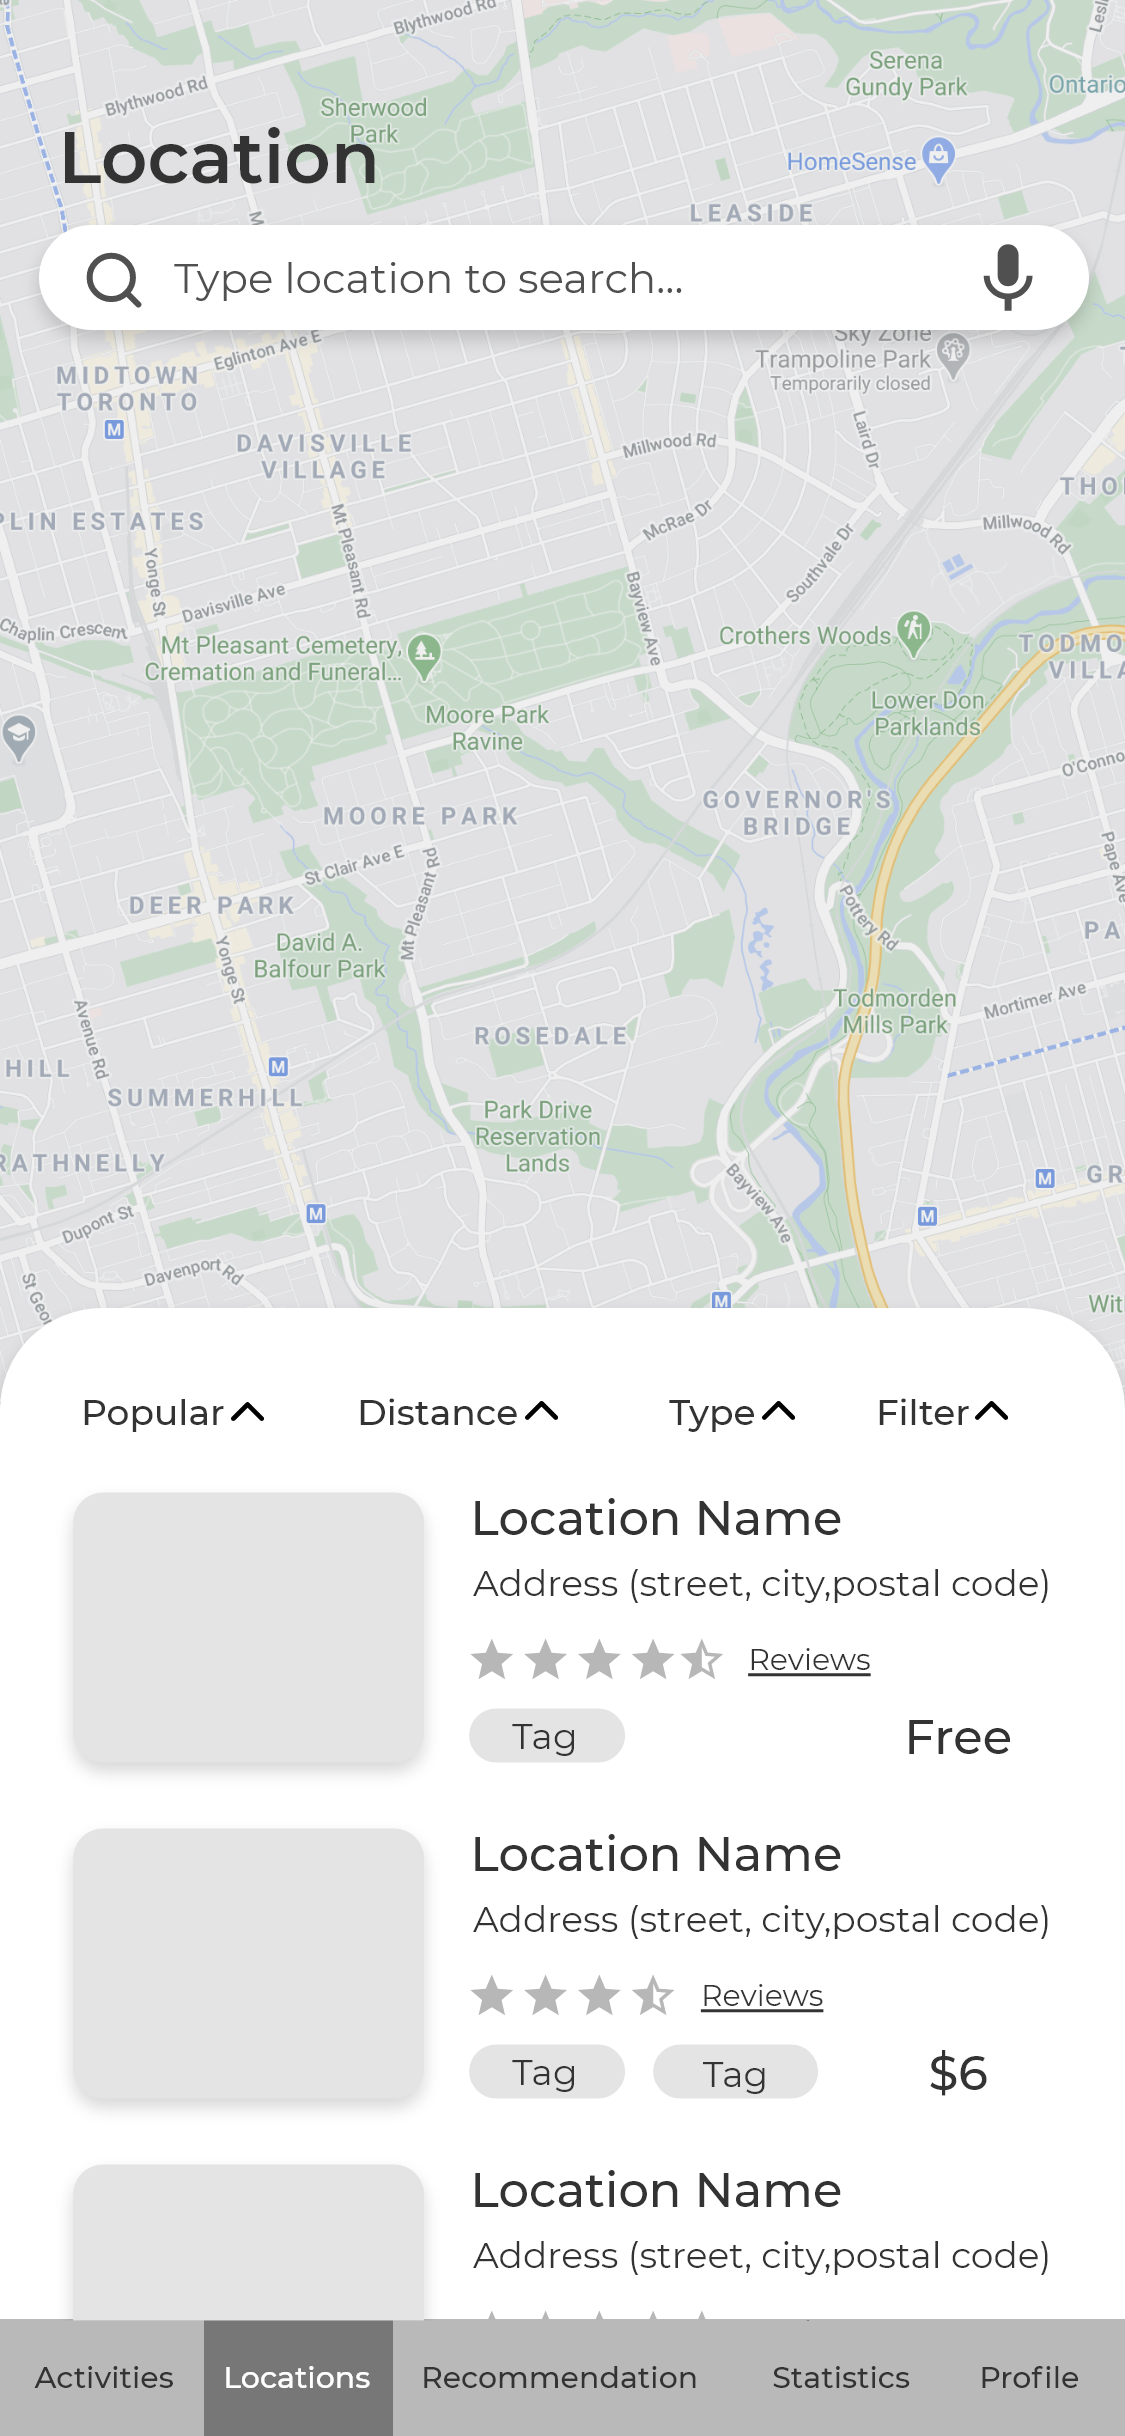 Blythwood Rd
Blythwood Rd
Serena
Gundy Park
Ontario
Sherwood
Park
Location
HomeSense
LEASIDE
M
Type location to search...
Sky Zone
Trampoline Park
Temporarily closed
Eglinton Ave E
MIDTOWN
TORONTO
M
Laird Dr
DAVISVILLE
VILLAGE
Millwood Rd
THO
PLIN ESTATES
Mt Pleasant Rd
McRae Dr
Southvale Dr
Millwood Rd
Yonge St
Davisville Ave
Bayview Ave
Chaplin Crescent
Mt Pleasant Cemetery,
Cremation and Funeral...
Crothers Woods
TODMO
VILLA
Lower Don
Parklands
Moore Park
Ravine
O'Conno
MOORE PARK
GOVERNOR'S
BRIDGE
St Clair Ave E
Mt Pleasant Rd
Pape Ave
DEER PARK
Pottery Rd
PA
Yonge St
David A.
Balfour Park
Avenue Rd
Todmorden
Mills Park
Mortimer Ave
ROSEDALE
HILL
M
SUMMERHILL
Park Drive
Reservation
Lands
RATHNELLY
Bayview Ave
M
GR
Dupont St
M
M
Davenport Rd
St Geor
M
Wit
Popular
Distance
Type
Filter
Location Name
Address (street, city,postal code)
Reviews
Tag
Free
Location Name
Address (street, city,postal code)
Reviews
Tag
Tag
$6
Location Name
Address (street, city,postal code)
Activities
Locations
Recommendation
Statistics
Profile